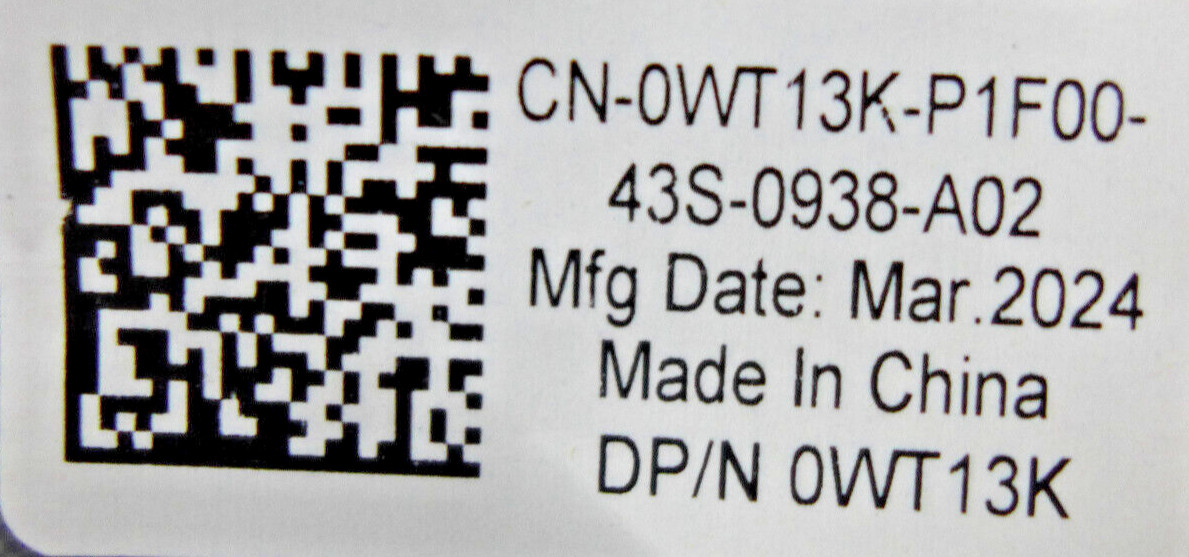 CN-0WT13K-P1F00-
43S-0938-A02
Mfg Date: Mar.2024
Made In China
DP/N 0WT13K